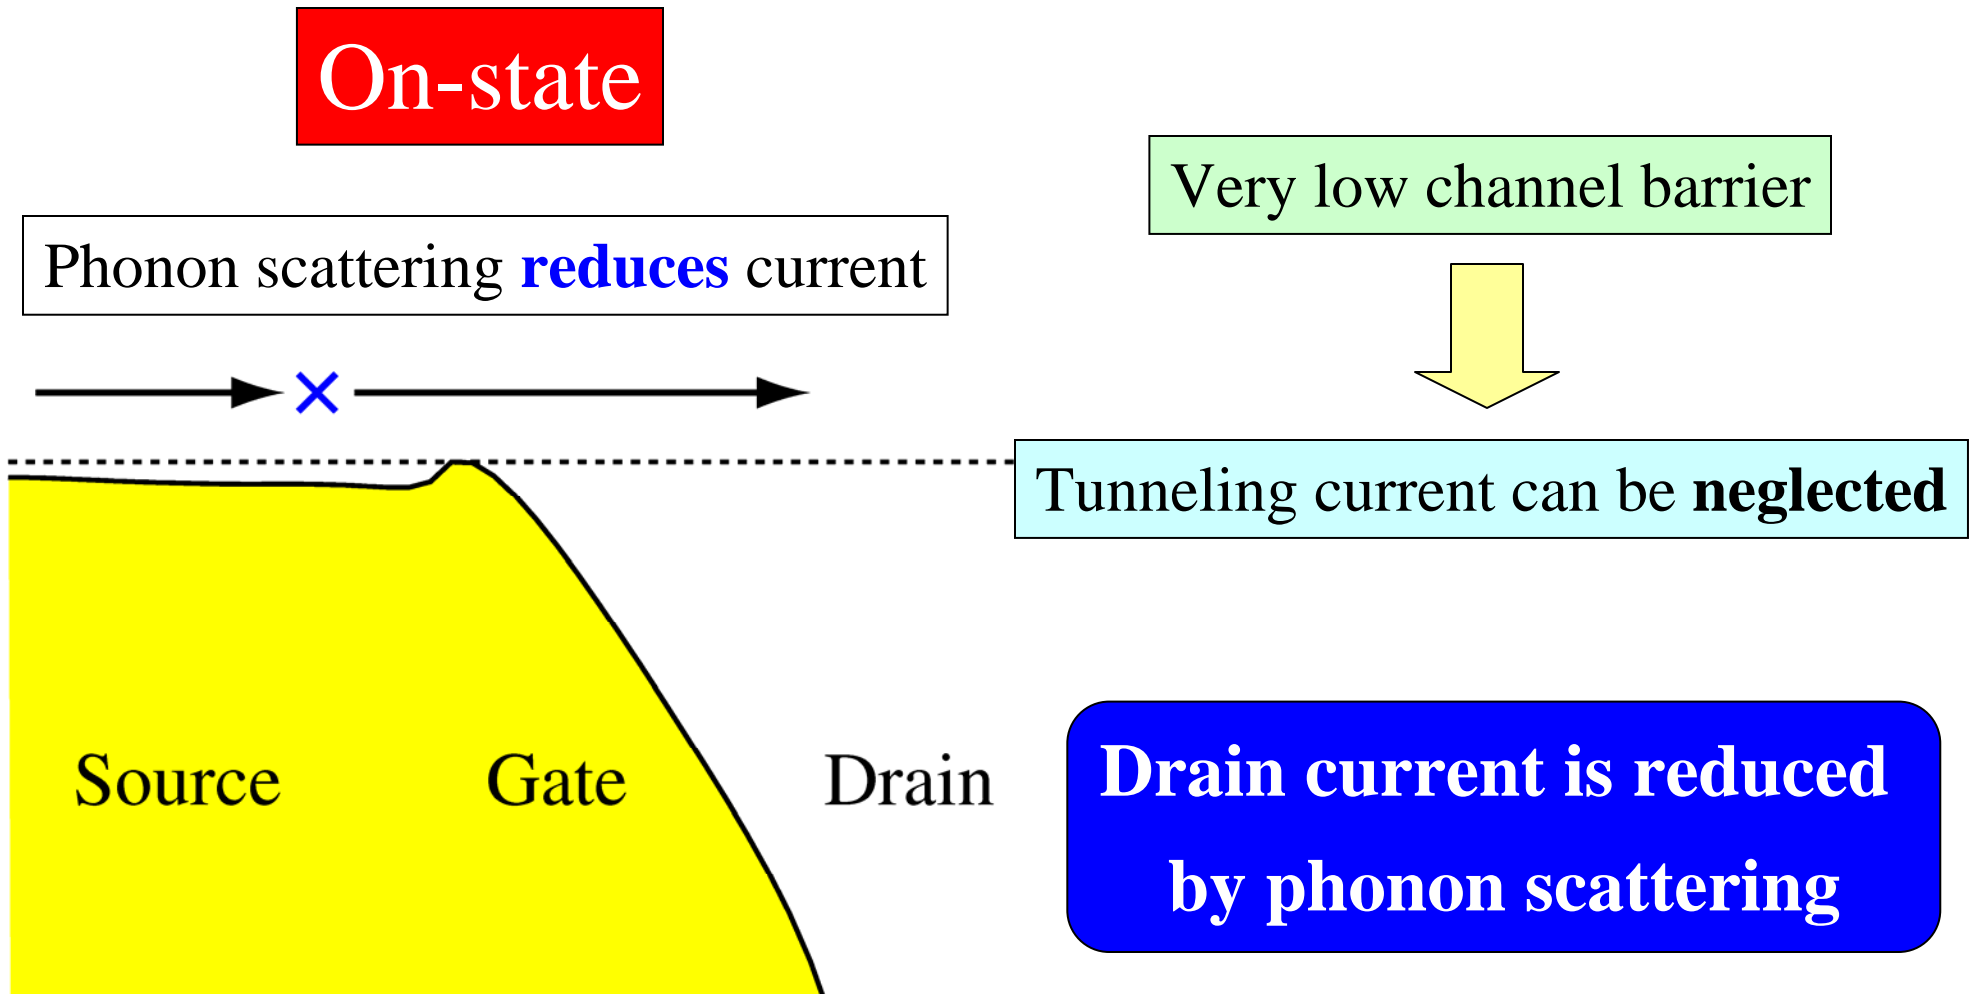 On-state
Phonon scattering reduces current
Very low channel barrier
Tunneling current can be neglected
Source
Gate
Drain
Drain current is reduced
by phonon scattering